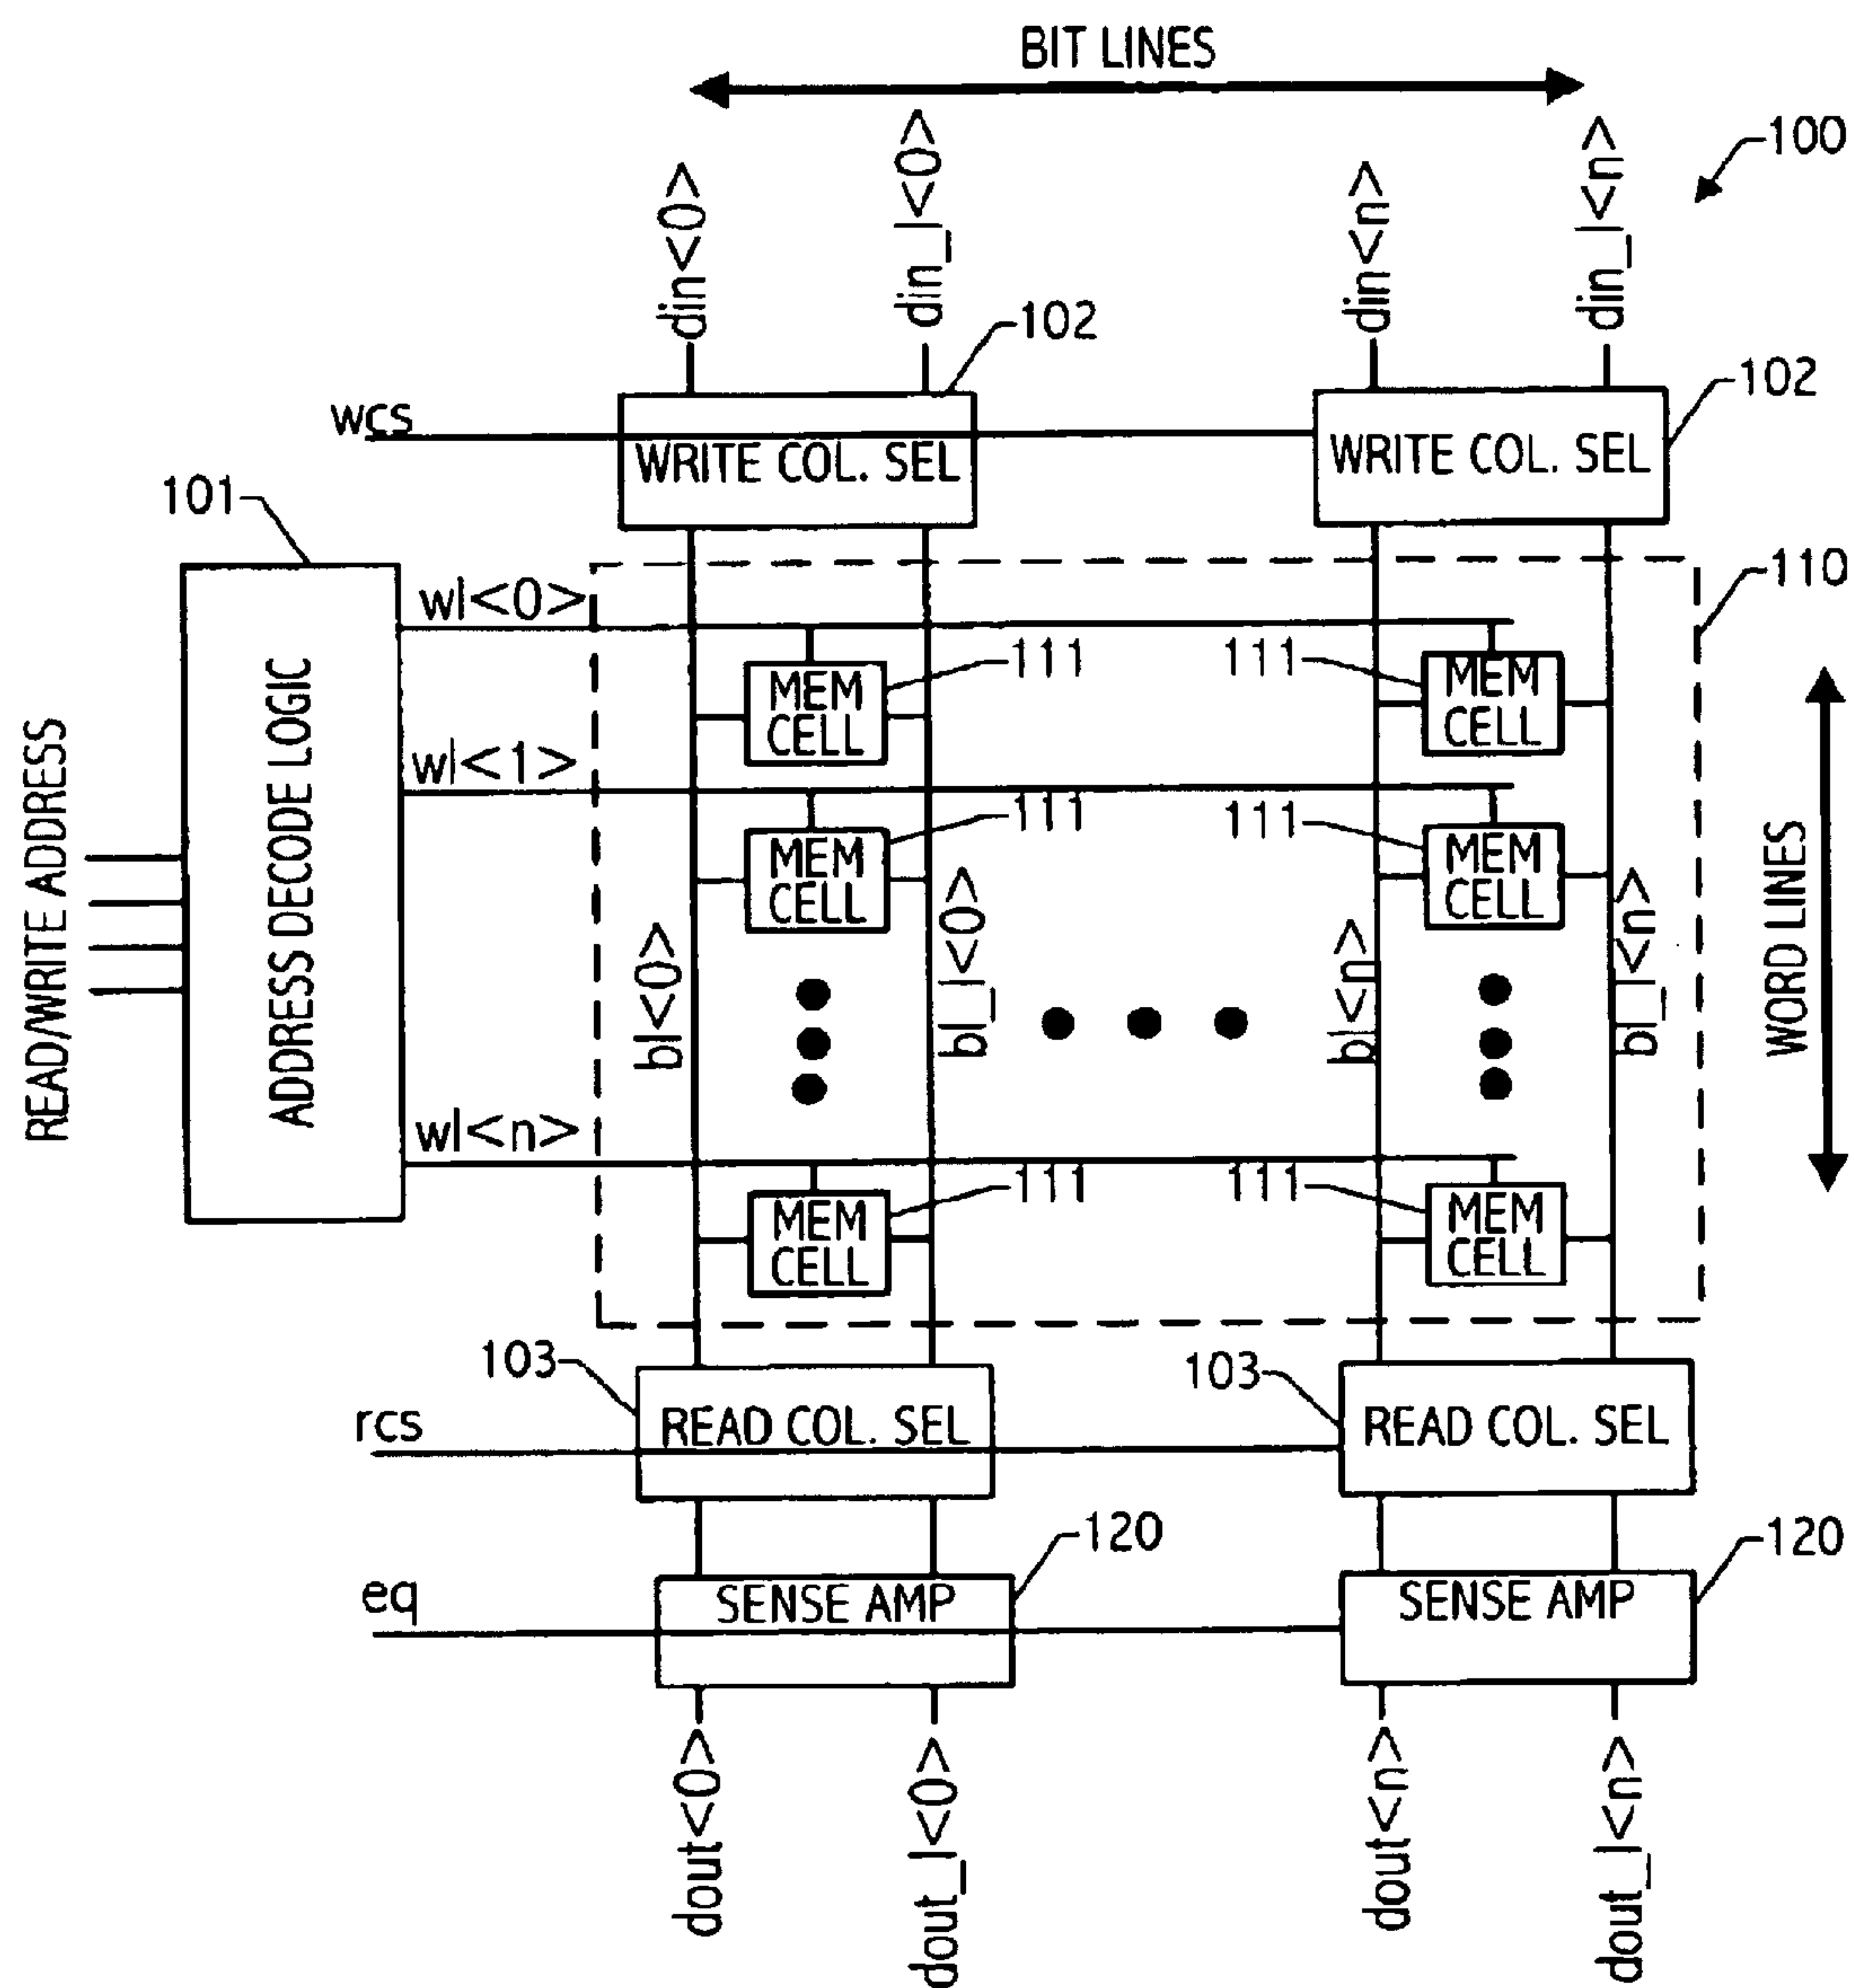 BIT LINES
100
din<0>
din_l<0>
din<n>
din_l<n>
102
102
wcs
WRITE COL. SEL
WRITE COL. SEL
101
110
READ/WRITE ADDRESS
ADDRESS DECODE LOGIC
wl<0>
111
111
MEM
CELL
MEM
CELL
wl<1>
111
111
MEM
CELL
MEM
CELL
WORD LINES
bl<0>
bl_l<0>
bl<n>
bl_l<n>
wl<n>
111
111
MEM
CELL
MEM
CELL
103
103
rcs
READ COL. SEL
READ COL. SEL
120
120
eq
SENSE AMP
SENSE AMP
dout<0>
dout_l<0>
dout<n>
dout_l<n>